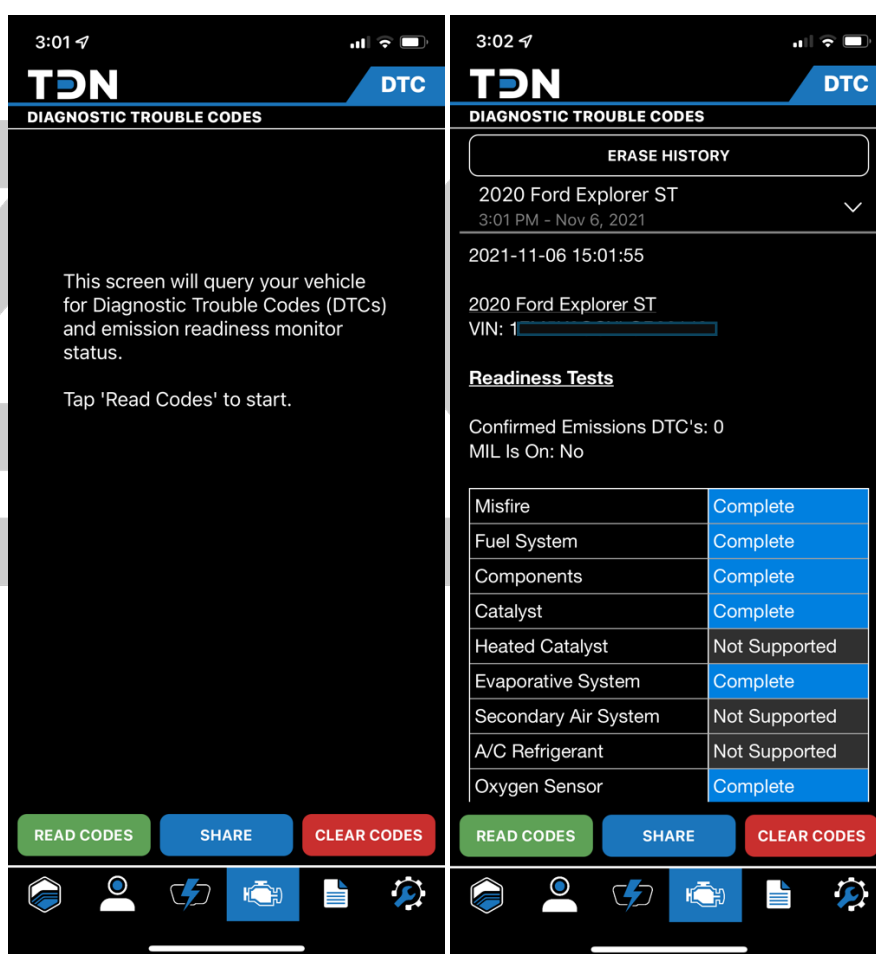 3:01
TDN
DTC
DIAGNOSTIC TROUBLE CODES
This screen will query your vehicle
for Diagnostic Trouble Codes (DTCs)
and emission readiness monitor
status.
Tap 'Read Codes' to start.
READ CODES
SHARE
CLEAR CODES
3:02
TDN
DTC
DIAGNOSTIC TROUBLE CODES
ERASE HISTORY
2020 Ford Explorer ST
3:01 PM - Nov 6, 2021
2021-11-06 15:01:55
2020 Ford Explorer ST
VIN: 1
Readiness Tests
Confirmed Emissions DTC's: 0
MIL Is On: No
Misfire Complete
Fuel System Complete
Components Complete
Catalyst Complete
Heated Catalyst Not Supported
Evaporative System Complete
Secondary Air System Not Supported
A/C Refrigerant Not Supported
Oxygen Sensor Complete
READ CODES
SHARE
CLEAR CODES